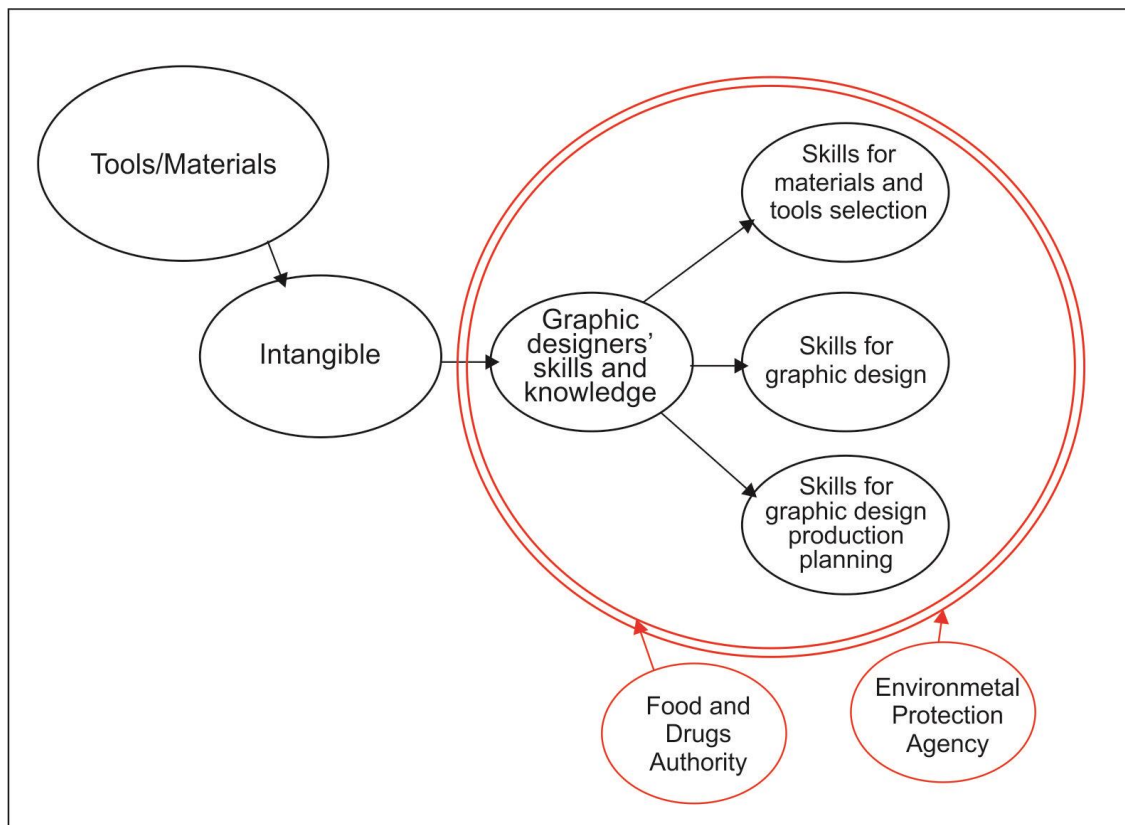 Tools/Materials
Intangible
Graphic
designers’
skills and
knowledge
Skills for
materials and
tools selection
Skills for
graphic design
Skills for
graphic design
production
planning
Food and
Drugs
Authority
Environmetal
Protection
Agency